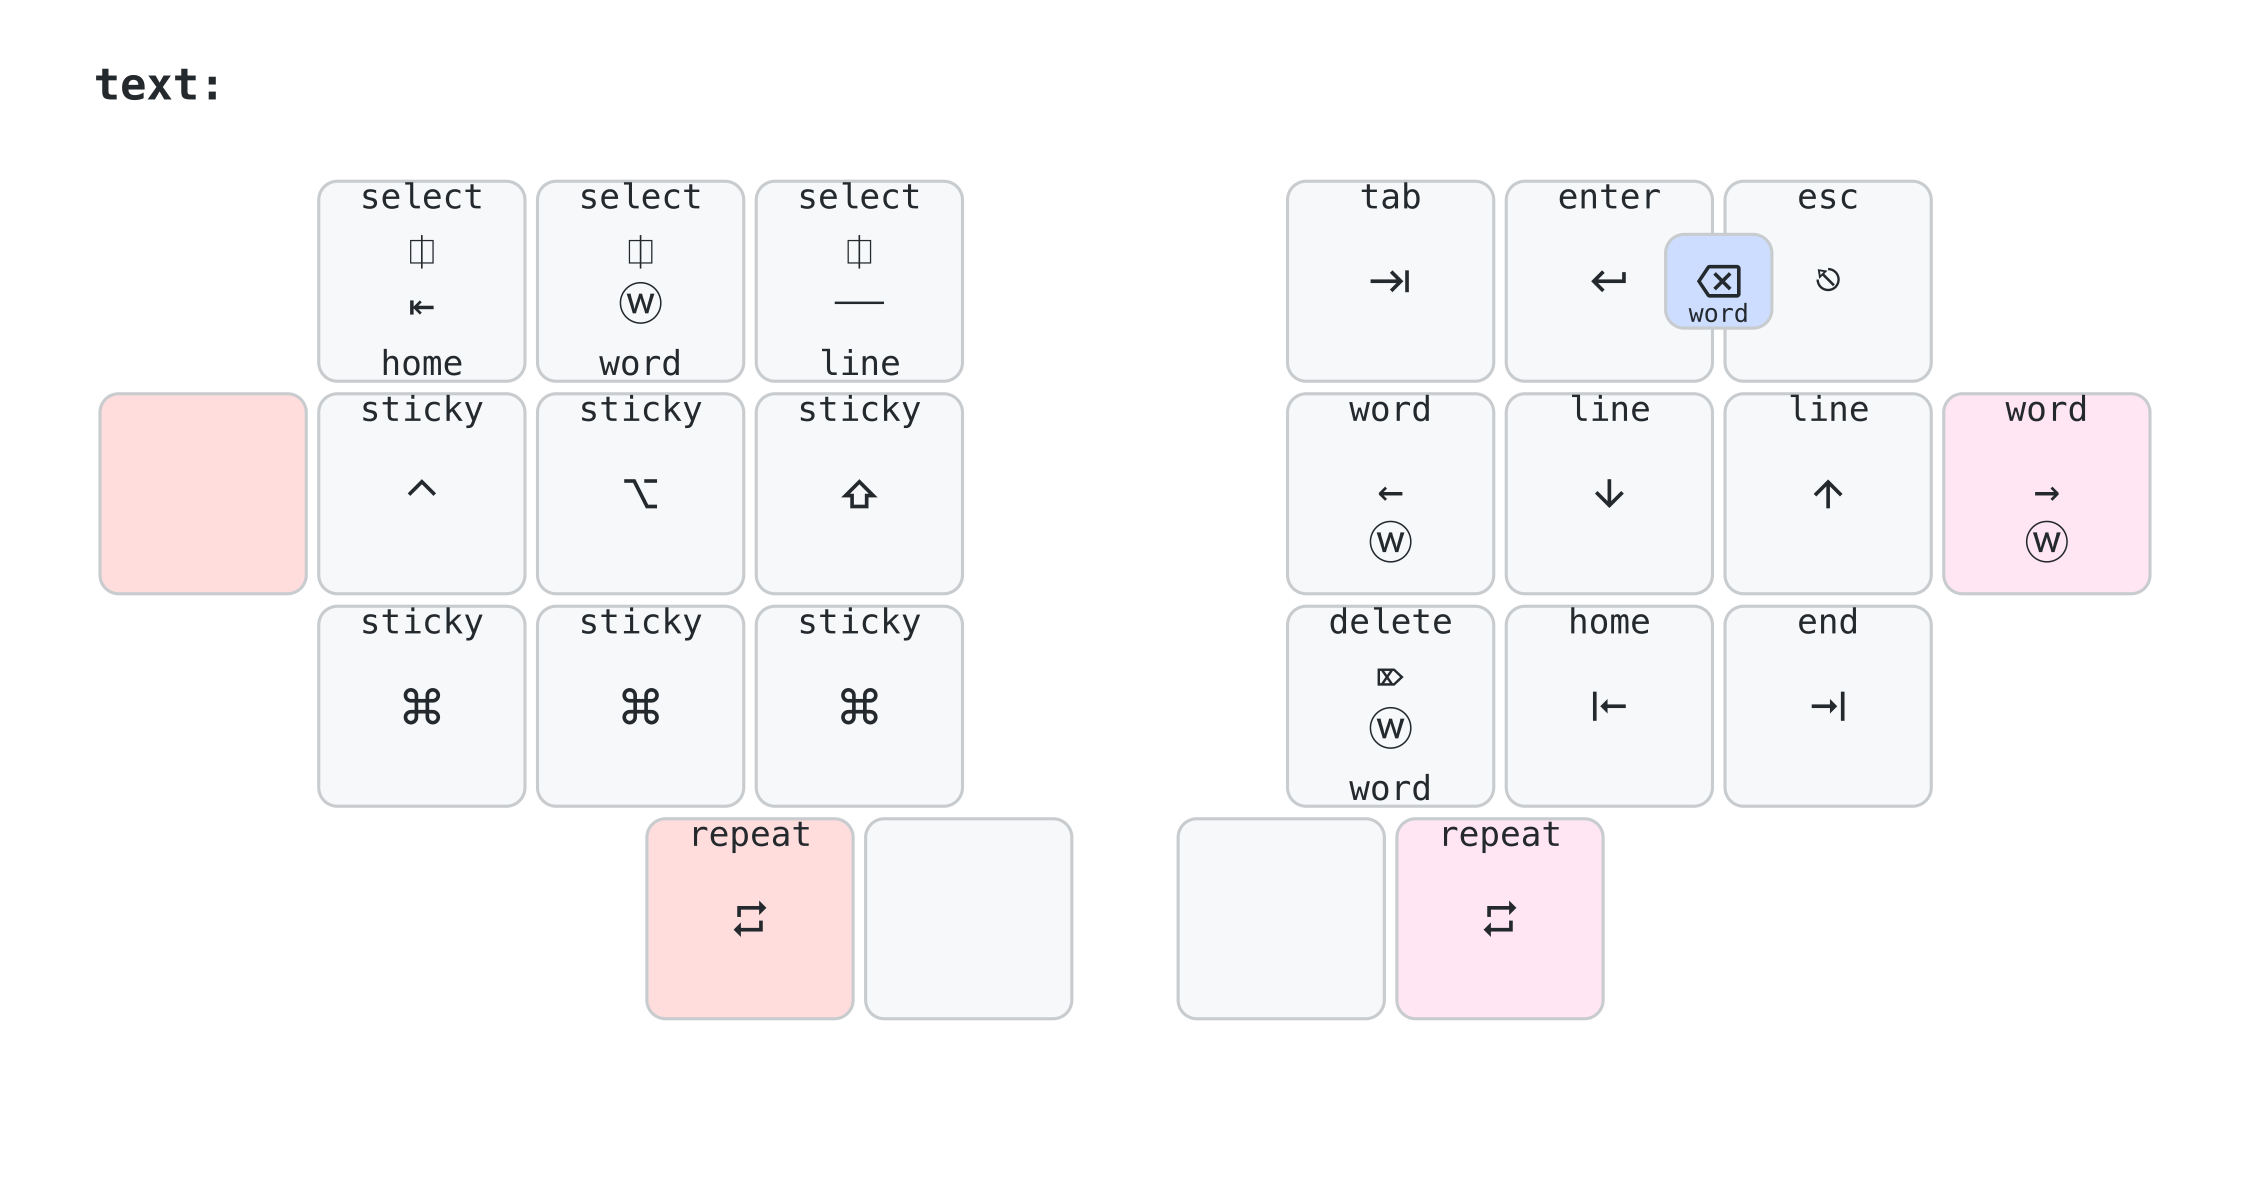 text:
select select select tab enter esc
⎅ ⎅ ⎅
⇤ Ⓦ — ⇥ ↵ ⌫ ⎋
word
home word line
sticky sticky sticky word line line word
^ ⌥ ⇧ ← ↓ ↑ →
Ⓦ Ⓦ
sticky sticky sticky delete home end
⌦
⌘ ⌘ ⌘ Ⓦ ⇤ ⇥
word
repeat repeat